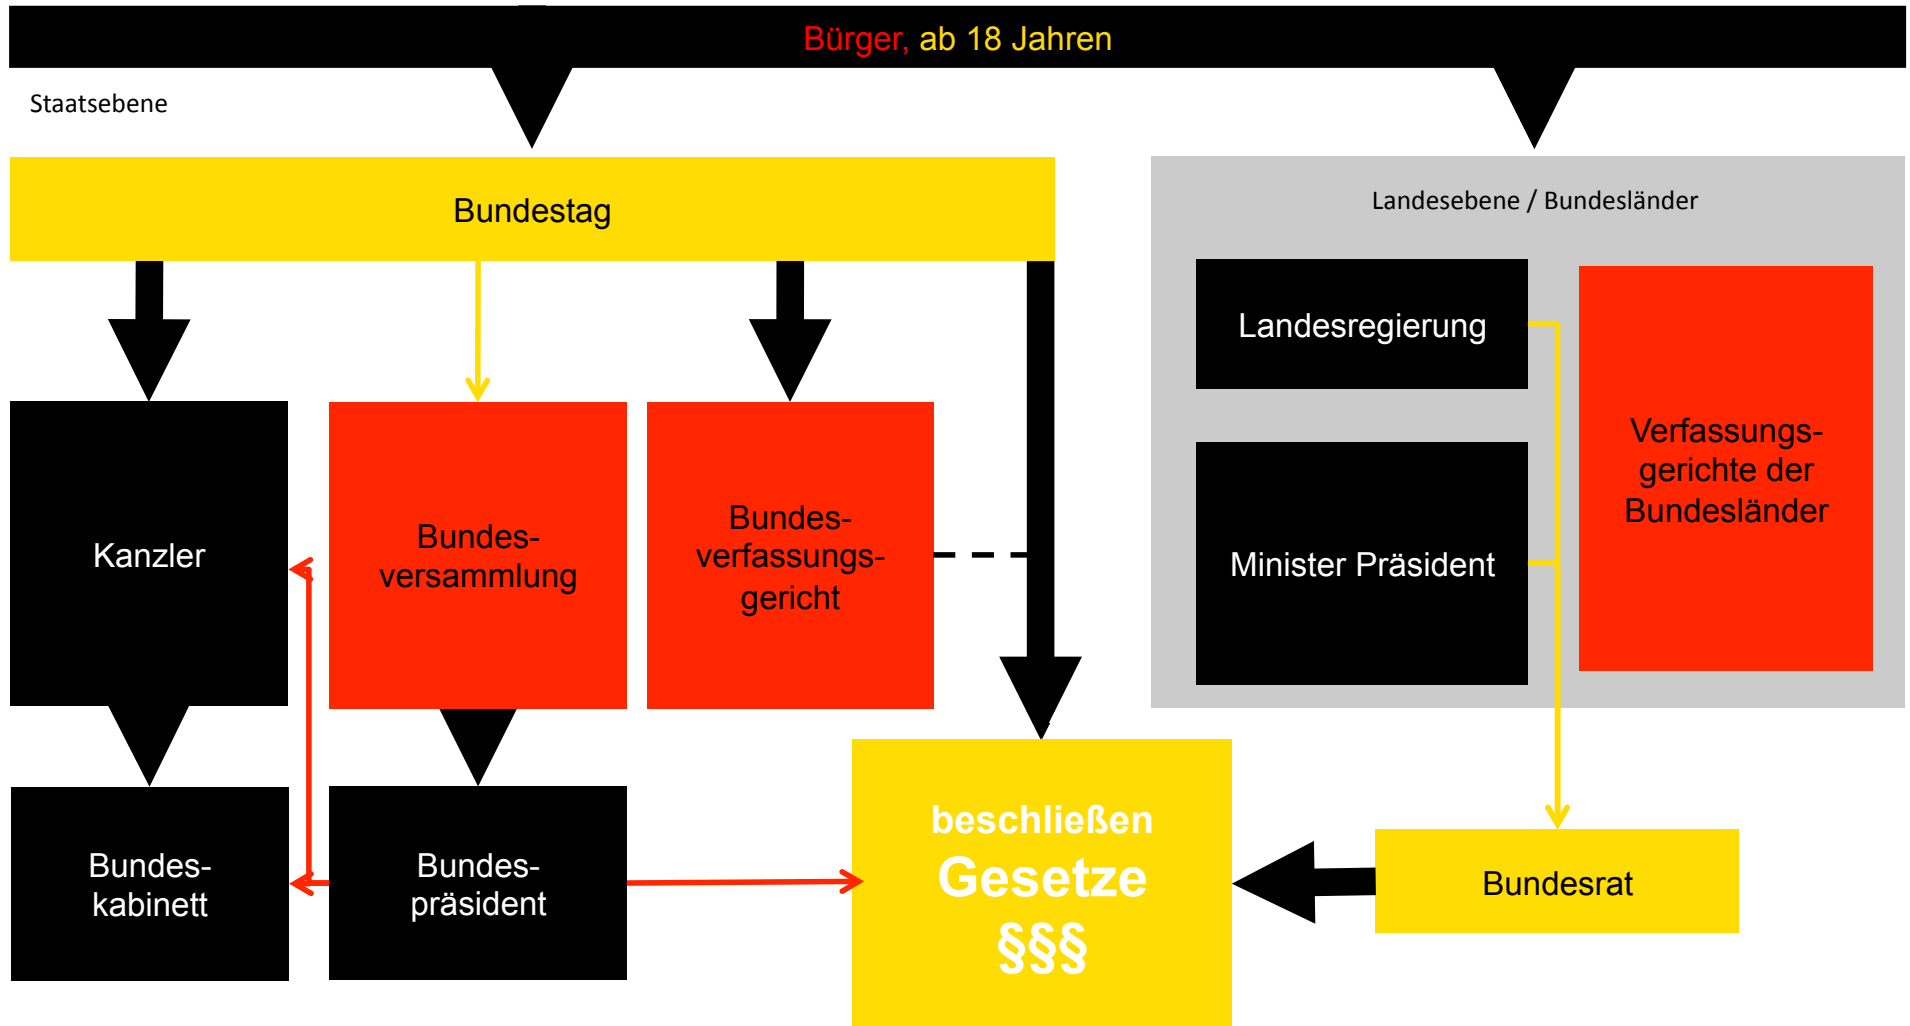 Bürger, ab 18 Jahren
Staatsebene
Bundestag
Landesebene / Bundesländer
Landesregierung
Verfassungs-
gerichte der
Bundesländer
Minister Präsident
Kanzler
Bundes-
versammlung
Bundes-
verfassungs-
gericht
Bundes-
kabinett
Bundes-
präsident
beschließen
Gesetze
§§§
Bundesrat